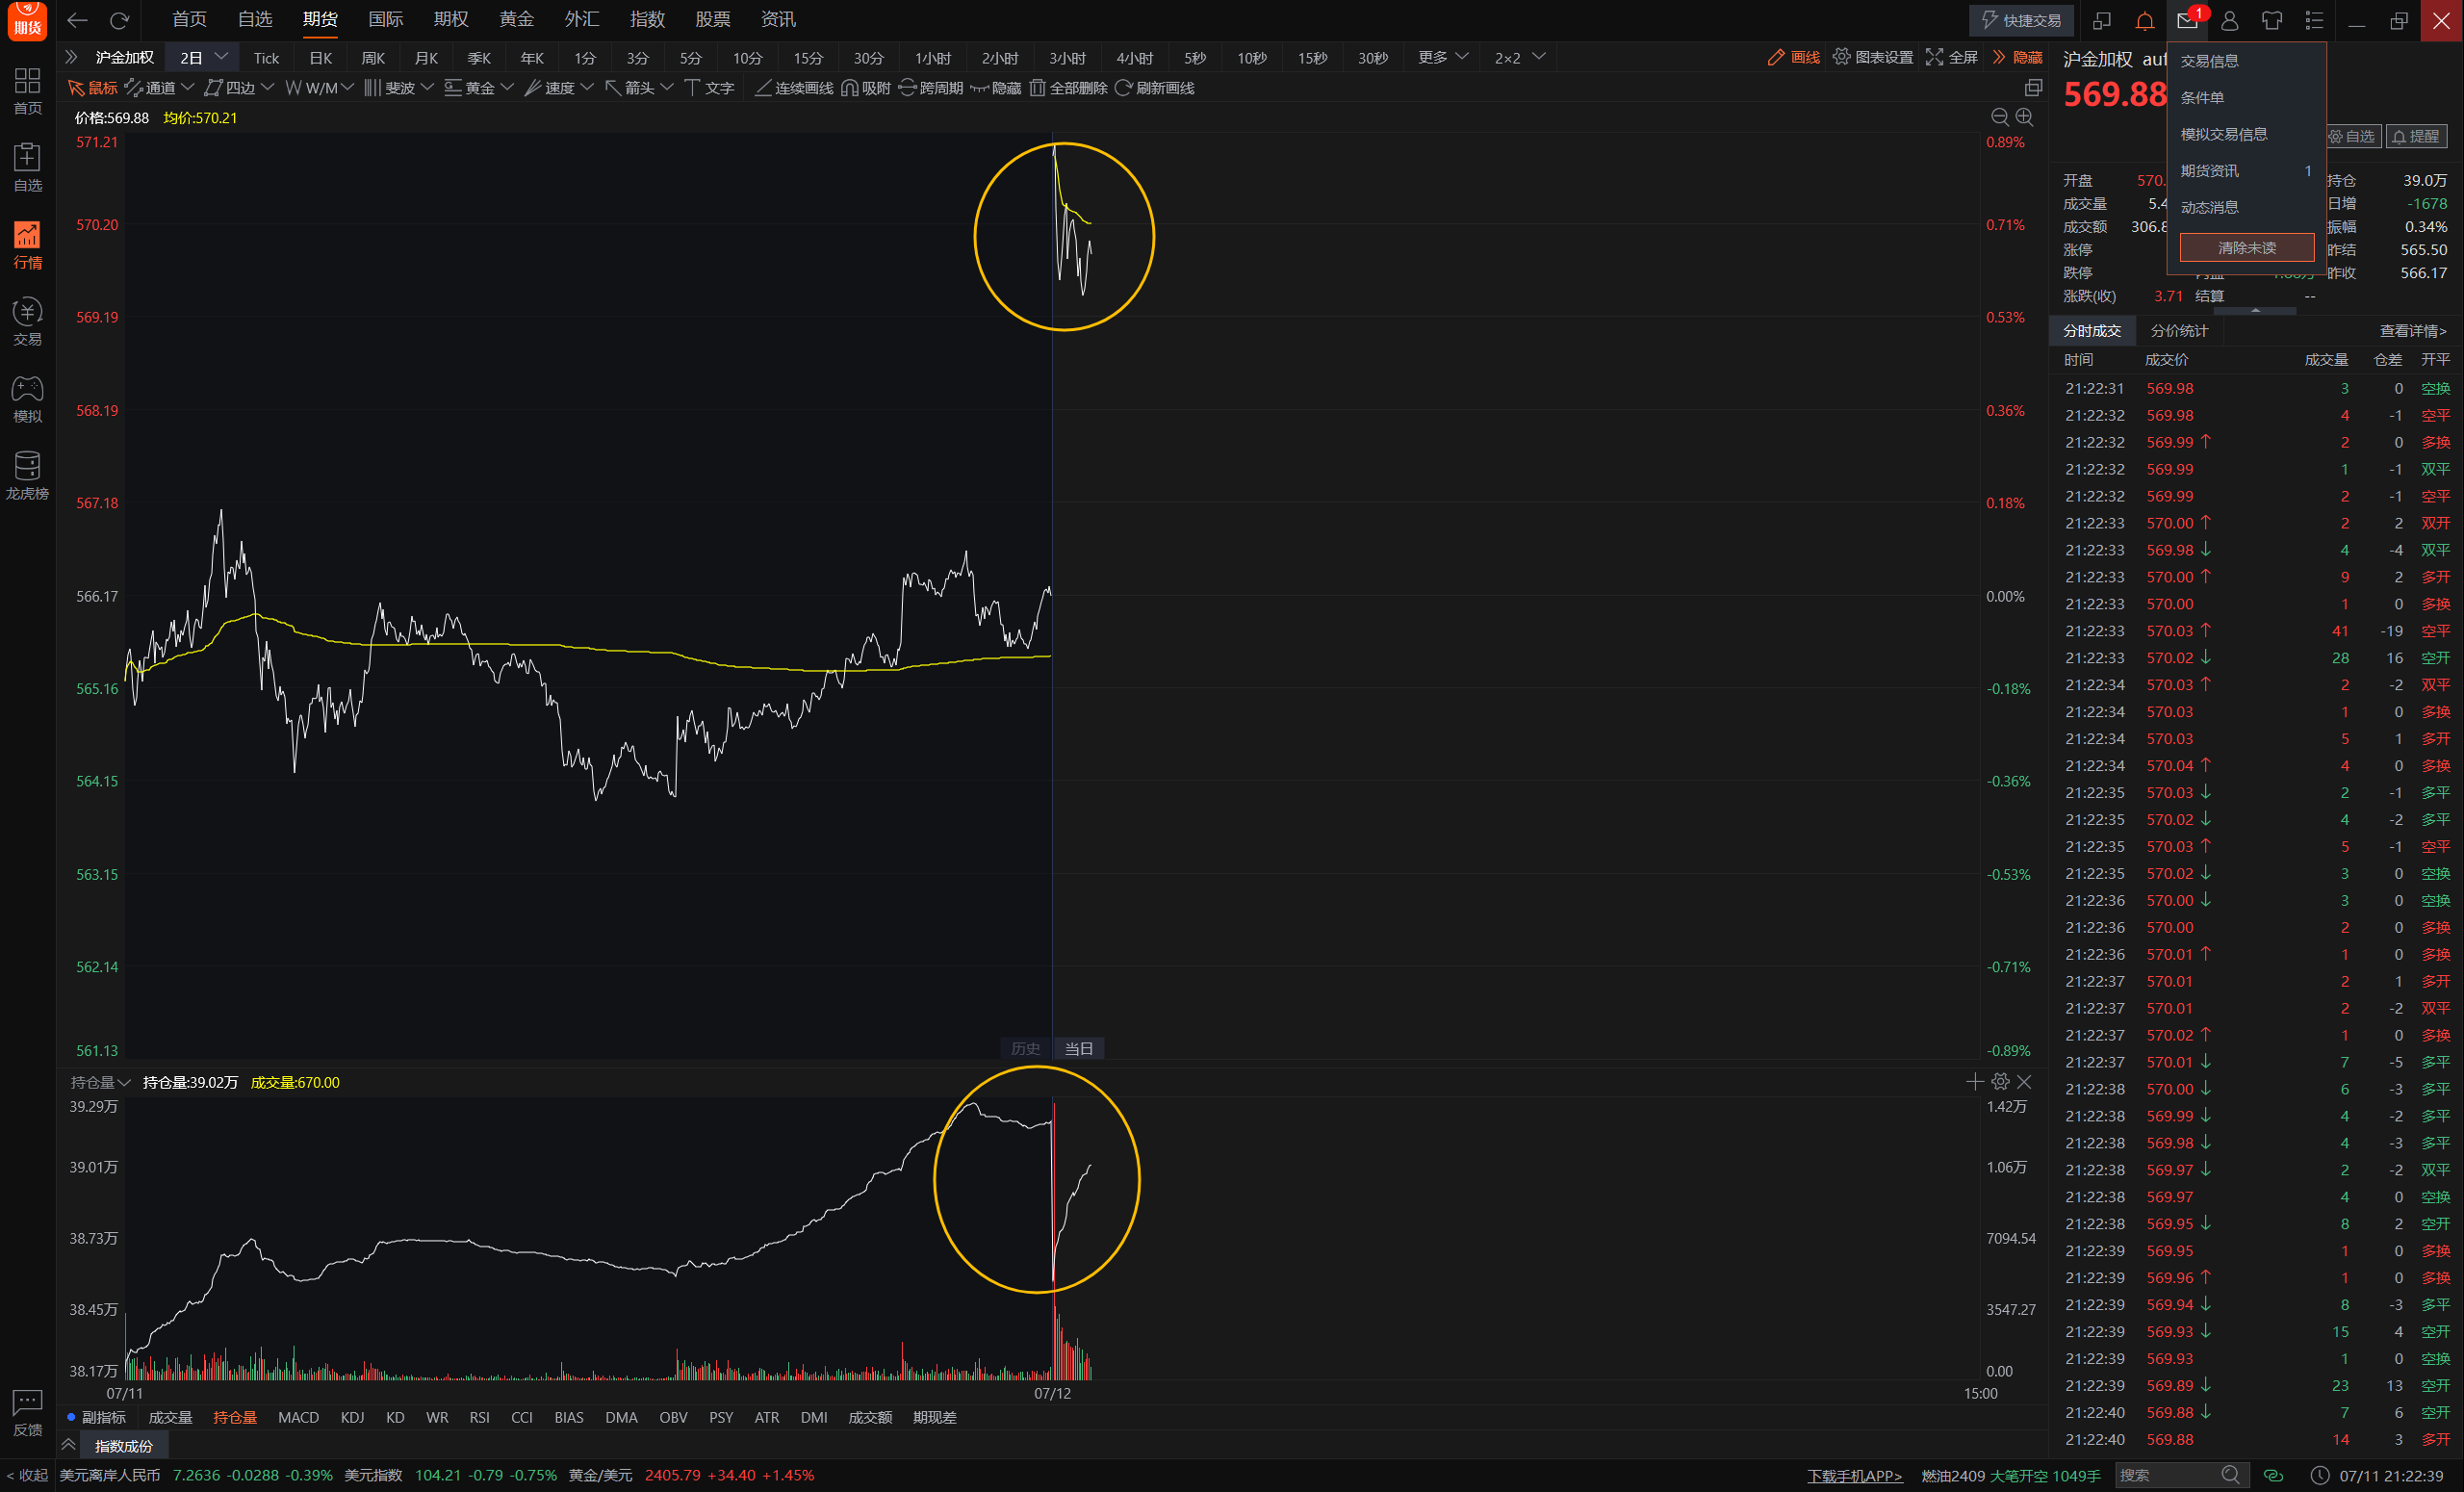 期货
首页 自选 期货 国际 期权 黄金 外汇 指数 股票 资讯
快捷交易 1
沪金加权 2日 Tick 日K 周K 月K 季K 年K 1分 3分 5分 10分 15分 30分 1小时 2小时 3小时 4小时 5秒 10秒 15秒 30秒 更多 2×2
画线 图表设置 全屏 隐藏
鼠标 通道 四边 W/M 斐波 黄金 速度 箭头 文字 连续画线 吸附 跨周期 隐藏 全部删除 刷新画线
首页
自选
行情
交易
模拟
龙虎榜
反馈
< 收起
价格:569.88 均价:570.21
571.21 0.89%
570.20 0.71%
569.19 0.53%
568.19 0.36%
567.18 0.18%
566.17 0.00%
565.16 -0.18%
564.15 -0.36%
563.15 -0.53%
562.14 -0.71%
561.13 -0.89%
历史 当日
持仓量 持仓量:39.02万 成交量:670.00
39.29万 1.42万
39.01万 1.06万
38.73万 7094.54
38.45万 3547.27
38.17万 0.00
07/11 07/12 15:00
副指标 成交量 持仓量 MACD KDJ KD WR RSI CCI BIAS DMA OBV PSY ATR DMI 成交额 期现差
指数成份
沪金加权
569.88
交易信息
条件单
模拟交易信息
期货资讯 1
动态消息
清除未读
自选 提醒
开盘 570. 持仓 39.0万
成交量 5.4 日增 -1678
成交额 306.8 振幅 0.34%
涨停 昨结 565.50
跌停 昨收 566.17
涨跌(收) 3.71 结算 --
分时成交 分价统计 查看详情>
时间 成交价 成交量 仓差 开平
21:22:31 569.98 3 0 空换
21:22:32 569.98 4 -1 空平
21:22:32 569.99 ↑ 2 0 多换
21:22:32 569.99 1 -1 双平
21:22:32 569.99 2 -1 空平
21:22:33 570.00 ↑ 2 2 双开
21:22:33 569.98 ↓ 4 -4 双平
21:22:33 570.00 ↑ 9 2 多开
21:22:33 570.00 1 0 多换
21:22:33 570.03 ↑ 41 -19 空平
21:22:33 570.02 ↓ 28 16 空开
21:22:34 570.03 ↑ 2 -2 双平
21:22:34 570.03 1 0 多换
21:22:34 570.03 5 1 多开
21:22:34 570.04 ↑ 4 0 多换
21:22:35 570.03 ↓ 2 -1 多平
21:22:35 570.02 ↓ 4 -2 多平
21:22:35 570.03 ↑ 5 -1 空平
21:22:35 570.02 ↓ 3 0 空换
21:22:36 570.00 ↓ 3 0 空换
21:22:36 570.00 2 0 多换
21:22:36 570.01 ↑ 1 0 多换
21:22:37 570.01 2 1 多开
21:22:37 570.01 2 -2 双平
21:22:37 570.02 ↑ 1 0 多换
21:22:37 570.01 ↓ 7 -5 多平
21:22:38 570.00 ↓ 6 -3 多平
21:22:38 569.99 ↓ 4 -2 多平
21:22:38 569.98 ↓ 4 -3 多平
21:22:38 569.97 ↓ 2 -2 双平
21:22:38 569.97 4 0 空换
21:22:38 569.95 ↓ 8 2 空开
21:22:39 569.95 1 0 多换
21:22:39 569.96 ↑ 1 0 多换
21:22:39 569.94 ↓ 8 -3 多平
21:22:39 569.93 ↓ 15 4 空开
21:22:39 569.93 1 0 空换
21:22:39 569.89 ↓ 23 13 空开
21:22:40 569.88 ↓ 7 6 空开
21:22:40 569.88 14 3 多开
美元离岸人民币 7.2636 -0.0288 -0.39% 美元指数 104.21 -0.79 -0.75% 黄金/美元 2405.79 +34.40 +1.45%
下载手机APP> 燃油2409 大笔开空 1049手 搜索 07/11 21:22:39